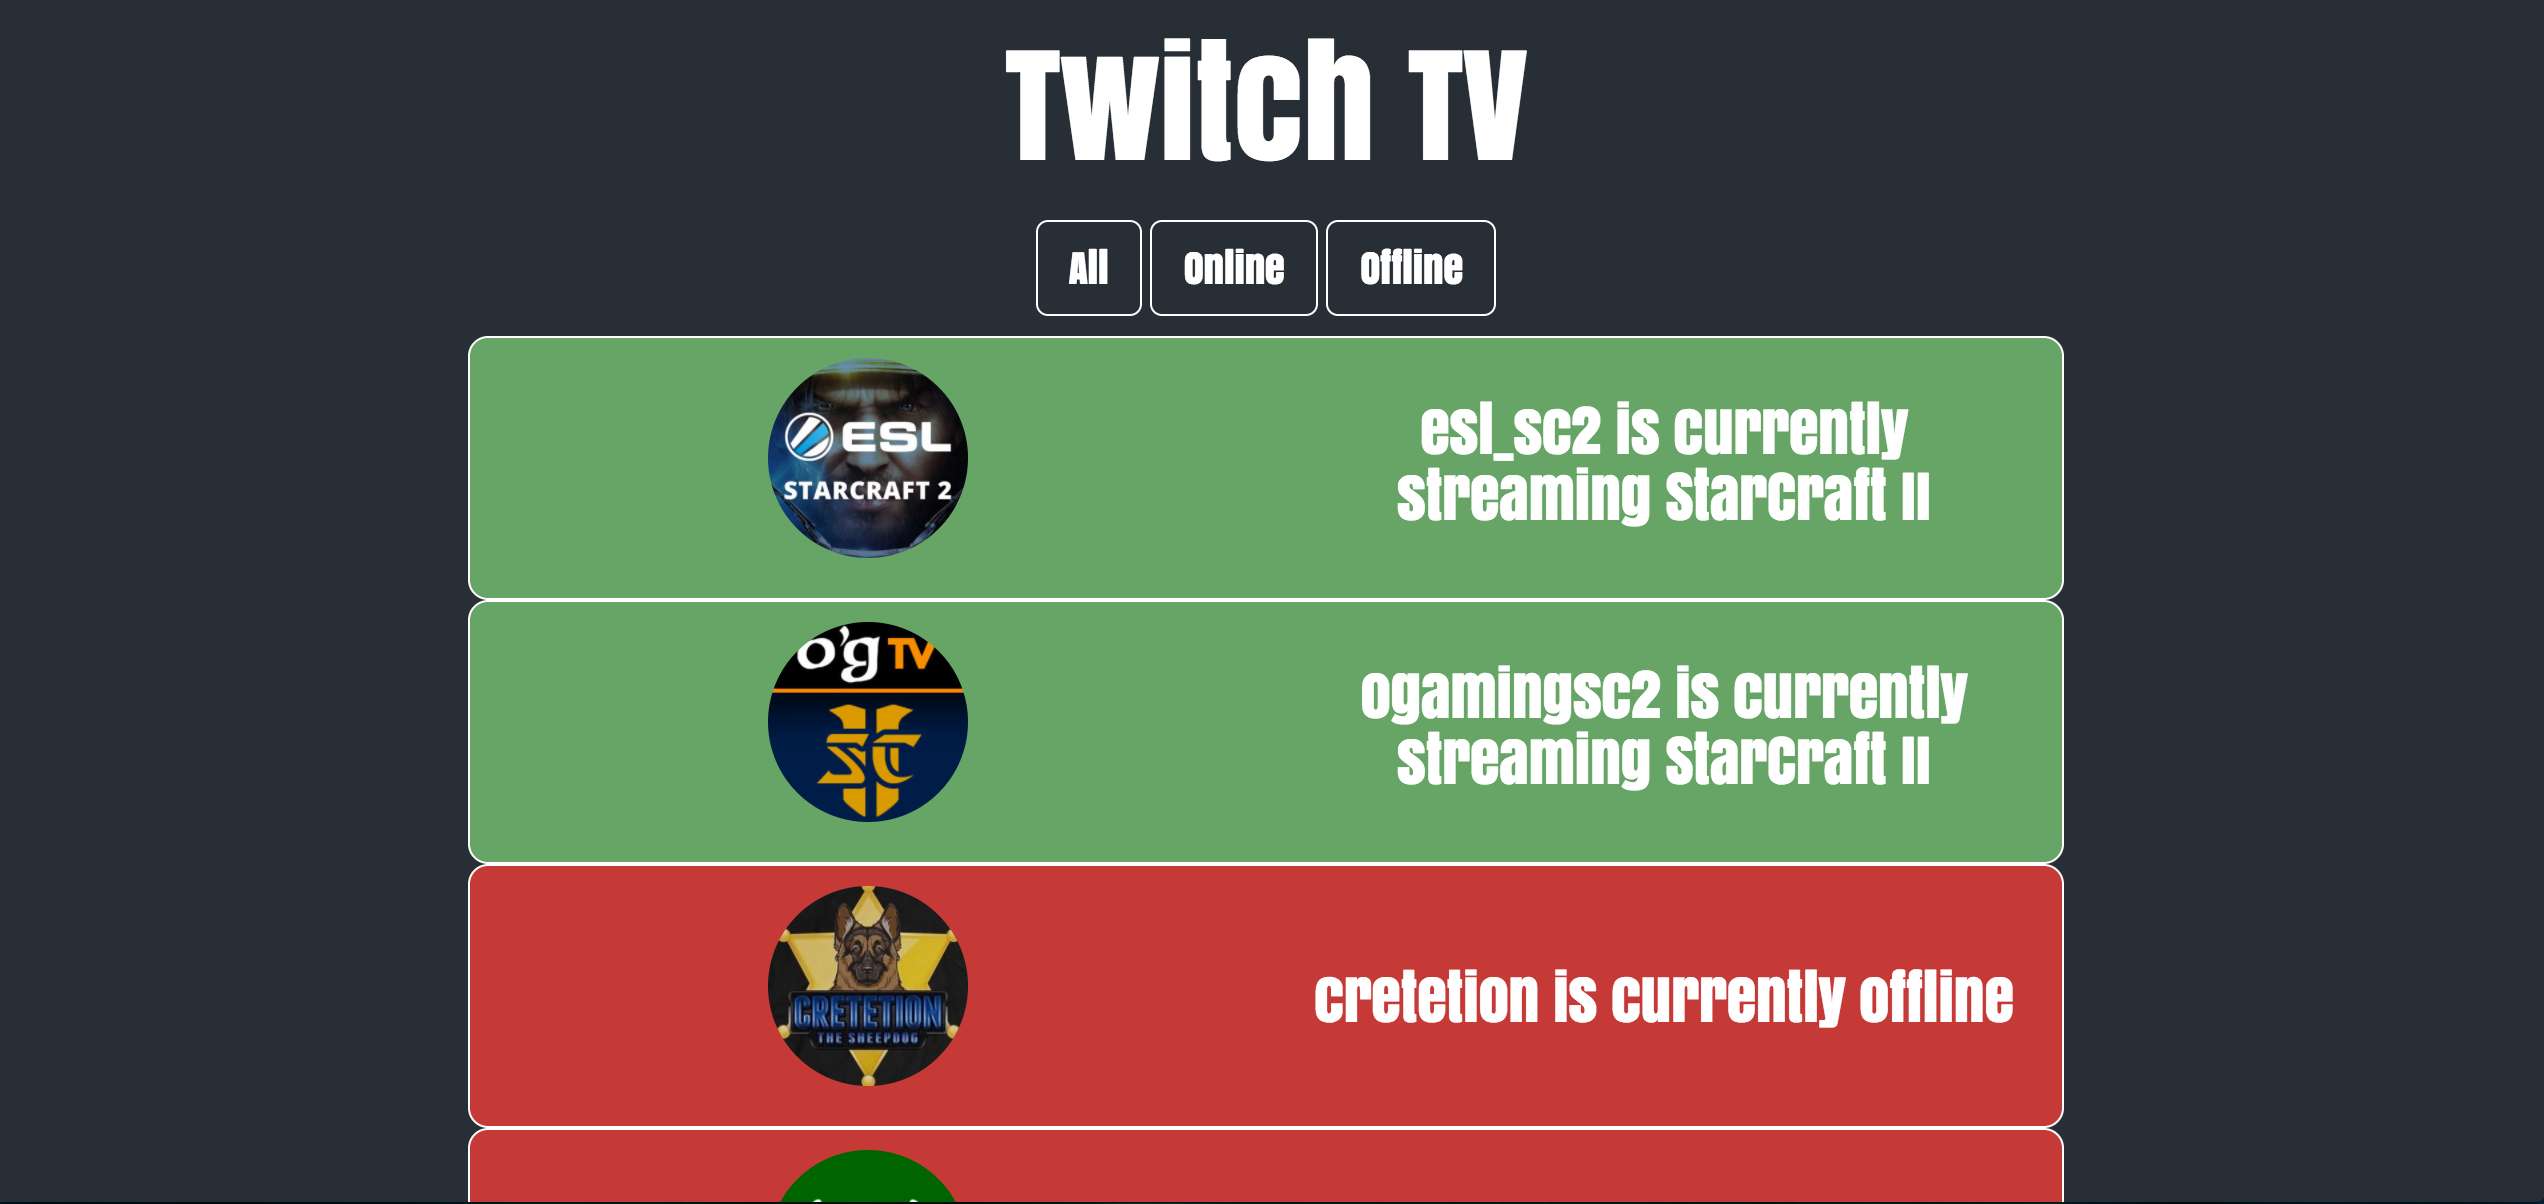 Twitch TV
All
Online
Offline
ESL
STARCRAFT 2
esl_sc2 is currently
streaming StarCraft II
o'g TV
SC
II
ogamingsc2 is currently
streaming StarCraft II
CRETETION
THE SHEEPDOG
cretetion is currently offline